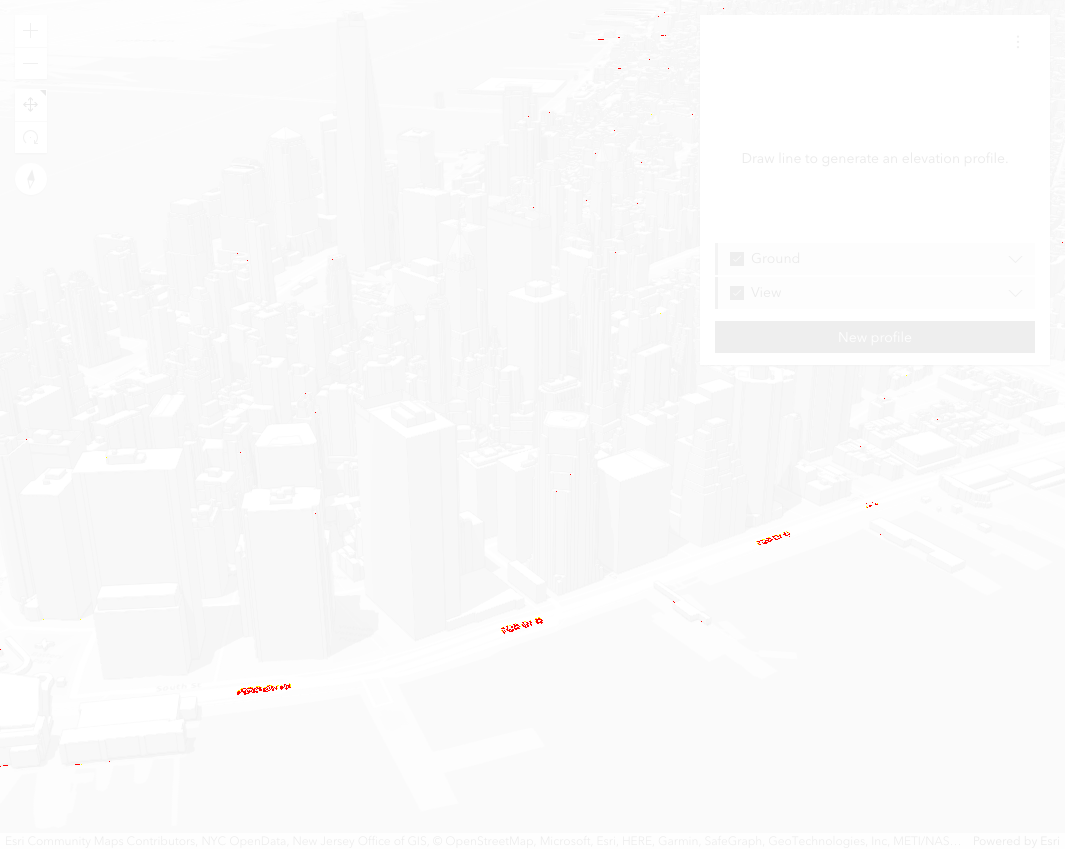 Draw line to generate an elevation profile.
Ground
View
New profile
Esri Community Maps Contributors, NYC OpenData, New Jersey Office of GIS, © OpenStreetMap, Microsoft, Esri, HERE, Garmin, SafeGraph, GeoTechnologies, Inc, METI/NAS... Powered by Esri